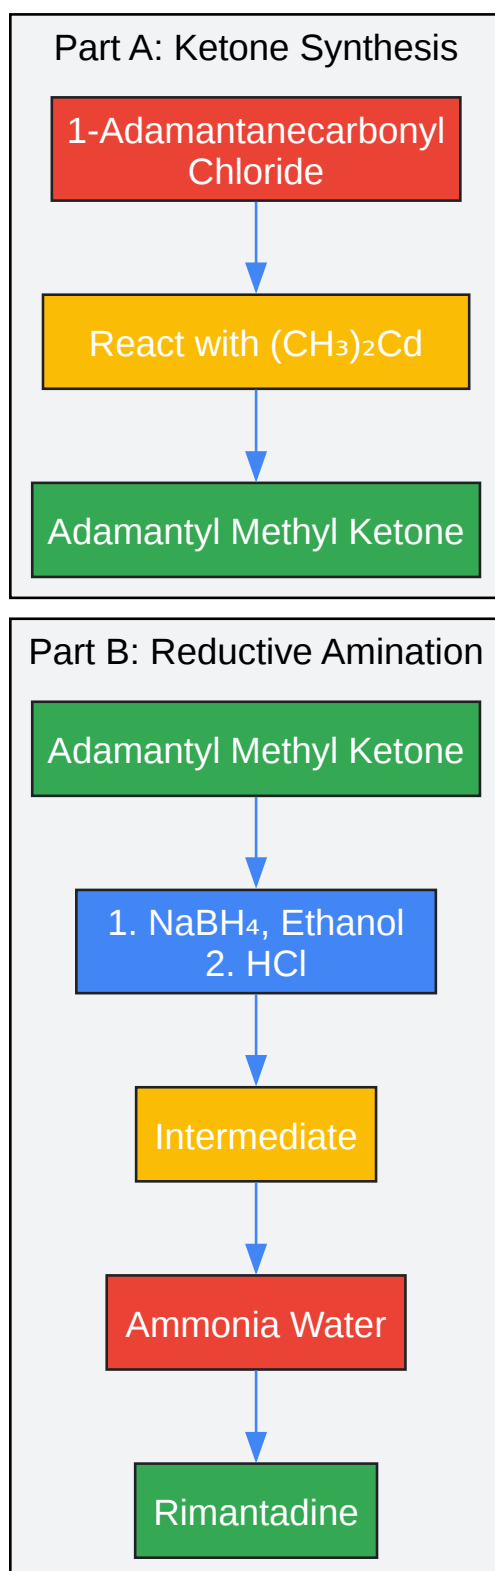 Part A: Ketone Synthesis
1-Adamantanecarbonyl
Chloride
React with (CH₃)₂Cd
Adamantyl Methyl Ketone
Part B: Reductive Amination
Adamantyl Methyl Ketone
1. NaBH₄, Ethanol
2. HCl
Intermediate
Ammonia Water
Rimantadine